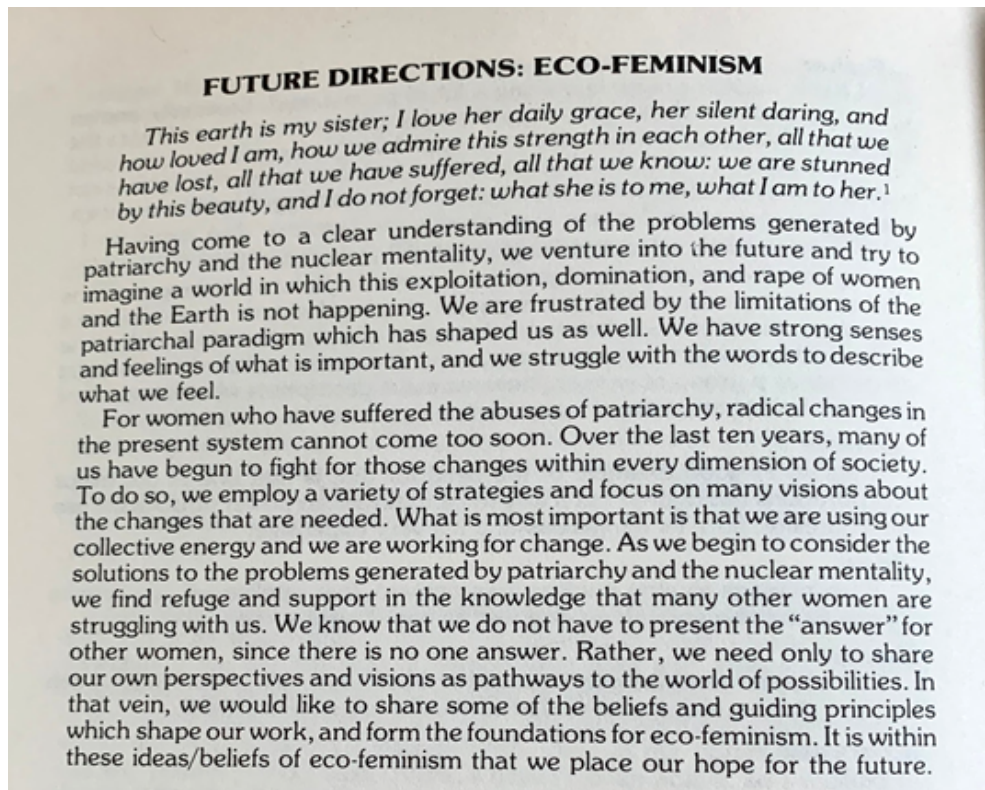 FUTURE DIRECTIONS: ECO-FEMINISM
This earth is my sister; I love her daily grace, her silent daring, and
how loved I am, how we admire this strength in each other, all that we
have lost, all that we have suffered, all that we know: we are stunned
by this beauty, and I do not forget: what she is to me, what I am to her.¹
Having come to a clear understanding of the problems generated by
patriarchy and the nuclear mentality, we venture into the future and try to
imagine a world in which this exploitation, domination, and rape of women
and the Earth is not happening. We are frustrated by the limitations of the
patriarchal paradigm which has shaped us as well. We have strong senses
and feelings of what is important, and we struggle with the words to describe
what we feel.
For women who have suffered the abuses of patriarchy, radical changes in
the present system cannot come too soon. Over the last ten years, many of
us have begun to fight for those changes within every dimension of society.
To do so, we employ a variety of strategies and focus on many visions about
the changes that are needed. What is most important is that we are using our
collective energy and we are working for change. As we begin to consider the
solutions to the problems generated by patriarchy and the nuclear mentality,
we find refuge and support in the knowledge that many other women are
struggling with us. We know that we do not have to present the “answer” for
other women, since there is no one answer. Rather, we need only to share
our own perspectives and visions as pathways to the world of possibilities. In
that vein, we would like to share some of the beliefs and guiding principles
which shape our work, and form the foundations for eco-feminism. It is within
these ideas/beliefs of eco-feminism that we place our hope for the future.